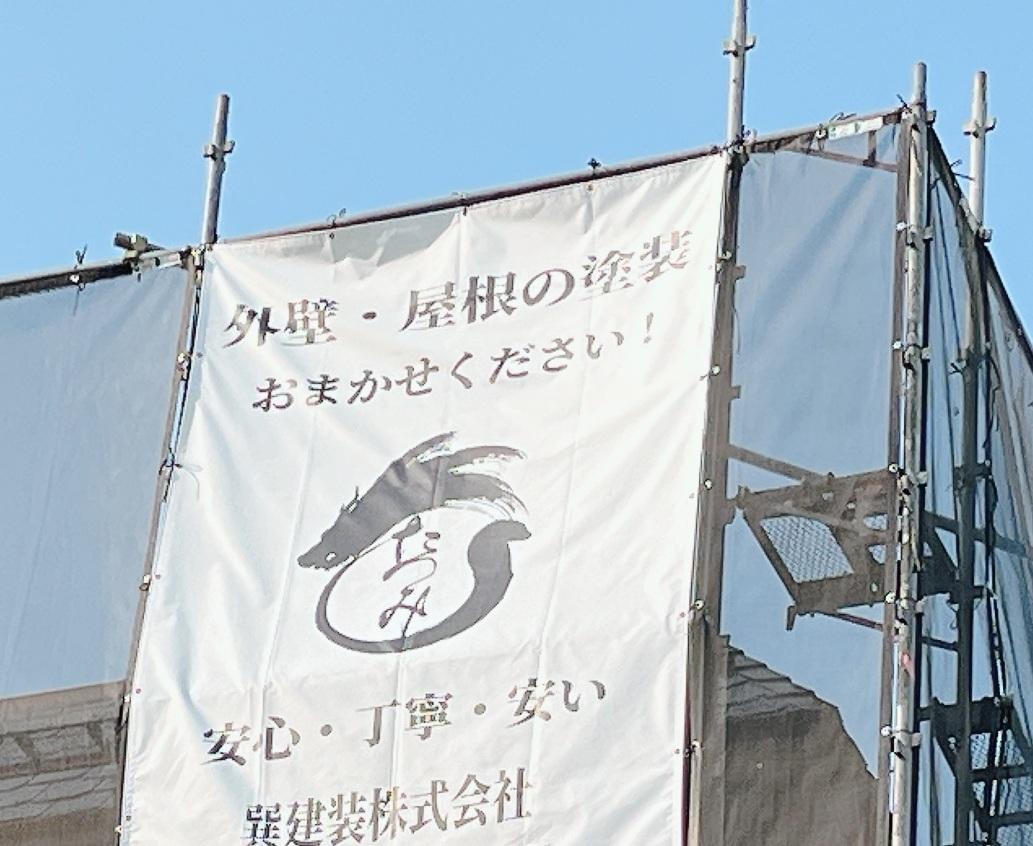 外壁・屋根の塗装
おまかせください！
たつみ
安心・丁寧・安い
巽建装株式会社